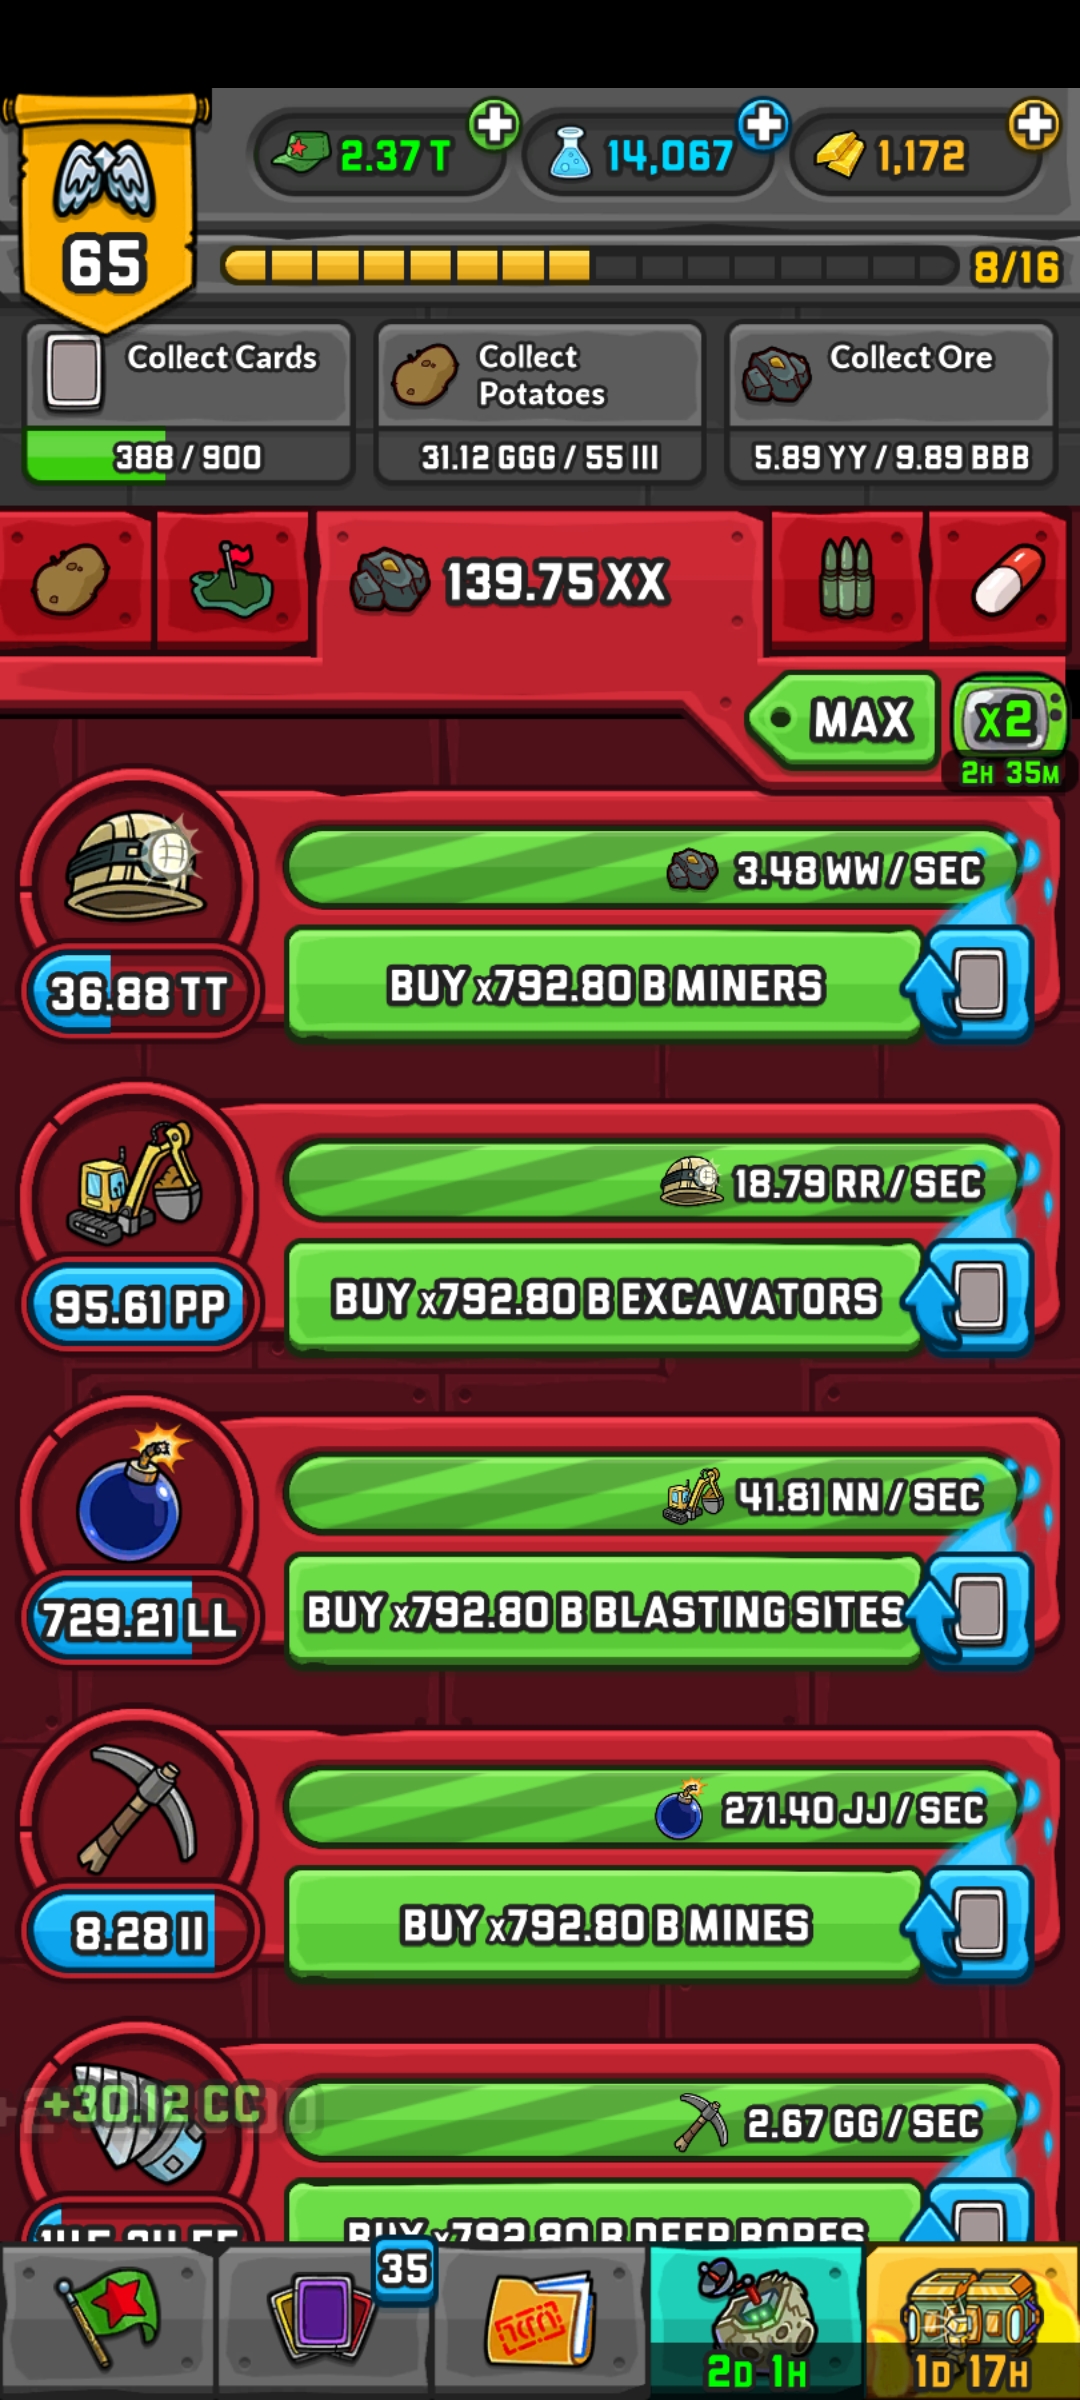 2.37 T
14,067
1,172
65
8/16
Collect Cards
388 / 900
Collect
Potatoes
31.12 GGG / 55 III
Collect Ore
5.89 YY / 9.89 BBB
139.75 XX
MAX
x2
2H 35M
3.48 WW / SEC
36.88 TT
BUY x792.80 B MINERS
18.79 RR / SEC
95.61 PP
BUY x792.80 B EXCAVATORS
41.81 NN / SEC
729.21 LL
BUY x792.80 B BLASTING SITES
271.40 JJ / SEC
8.28 II
BUY x792.80 B MINES
+30.12 CC
2.67 GG / SEC
BUY x792.80 B DEEP BORES
35
2D 1H
1D 17H